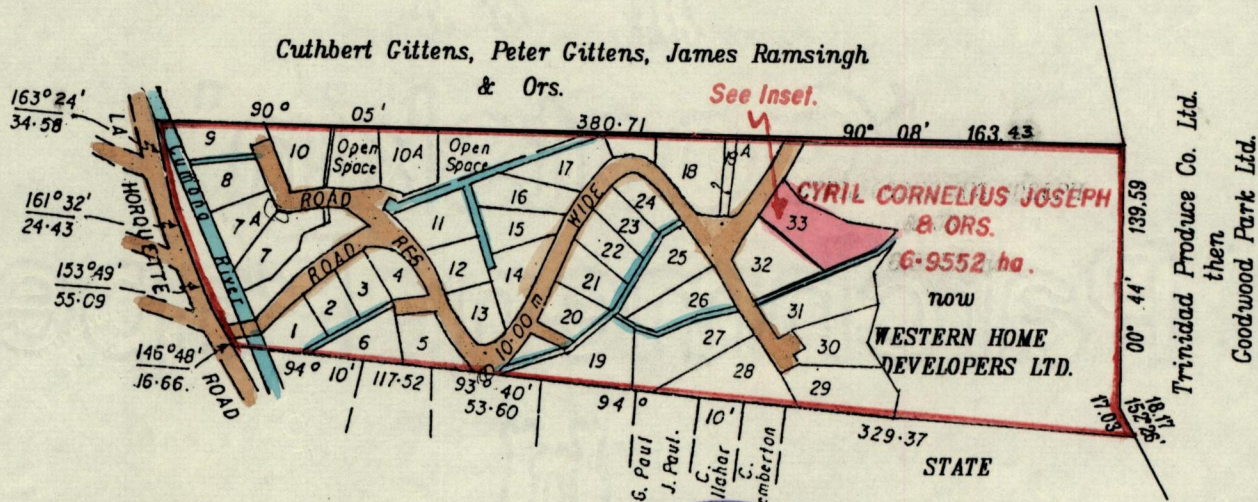 Cuthbert Gittens, Peter Gittens, James Ramsingh
& Ors.
See Inset.
163° 24'
34.58
90° 05'
380.71
90° 08' 163.43
LA HORQUETTE ROAD
Cumana River
161° 32'
24.43
153° 49'
55.09
146° 48'
16.66.
9
10
Open
Space
10A
Open
Space
17
18
A
8
7A
7
ROAD
ROAD
RES
10.00
WIDE
16
15
14
11
12
13
24
23
22
21
20
25
26
27
28
19
1
2
3
4
5
6
29
30
31
32
33
CYRIL CORNELIUS JOSEPH
& ORS.
6.9552 ha.
now
WESTERN HOME
DEVELOPERS LTD.
139.59
00° 44'
Trinidad Produce Co. Ltd.
then
Goodwood Park Ltd.
94° 10'
117.52
93° 40'
53.60
94° 10'
329.37
17.03
152° 26'
18.17
G. Paul
J. Paul.
C.
C.
STATE